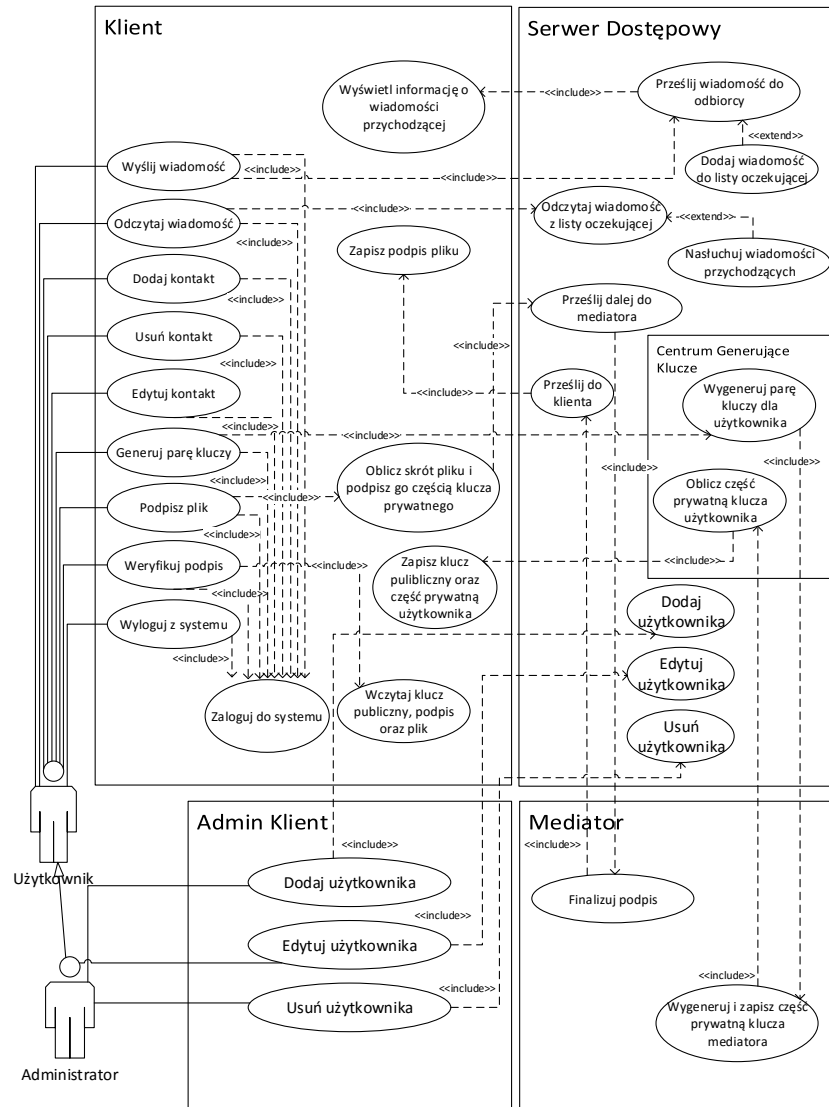 Klient
Serwer Dostępowy
Wyświetl informację o
wiadomości
przychodzącej
<<include>>
Prześlij wiadomość do
odbiorcy
<<extend>>
Dodaj wiadomość
do listy oczekującej
Wyślij wiadomość
<<include>>
<<include>>
Odczytaj wiadomość
<<include>>
<<include>>
Odczytaj wiadomość
z listy oczekującej
<<extend>>
Nasłuchuj wiadomości
przychodzących
Zapisz podpis pliku
Dodaj kontakt
<<include>>
Prześlij dalej do
mediatora
Usuń kontakt
<<include>>
<<include>>
Centrum Generujące
Klucze
Edytuj kontakt
<<include>>
<<include>>
Prześlij do
klienta
Wygeneruj parę
kluczy dla
użytkownika
<<include>>
<<include>>
Generuj parę kluczy
<<include>>
<<include>>
<<include>>
Oblicz skrót pliku i
podpisz go częścią klucza
prywatnego
<<include>>
Oblicz część
prywatną klucza
użytkownika
Podpisz plik
<<include>>
Weryfikuj podpis
<<include>>
<<include>>
Zapisz klucz
pulibliczny oraz
część prywatną
użytkownika
<<include>>
Wyloguj z systemu
<<include>>
Dodaj
użytkownika
Edytuj
użytkownika
Zaloguj do systemu
Wczytaj klucz
publiczny, podpis
oraz plik
Usuń
użytkownika
Admin Klient
Mediator
<<include>>
<<include>>
Użytkownik
Dodaj użytkownika
Finalizuj podpis
<<include>>
Edytuj użytkownika
Usuń użytkownika
<<include>>
<<include>>
Wygeneruj i zapisz część
prywatną klucza
mediatora
Administrator